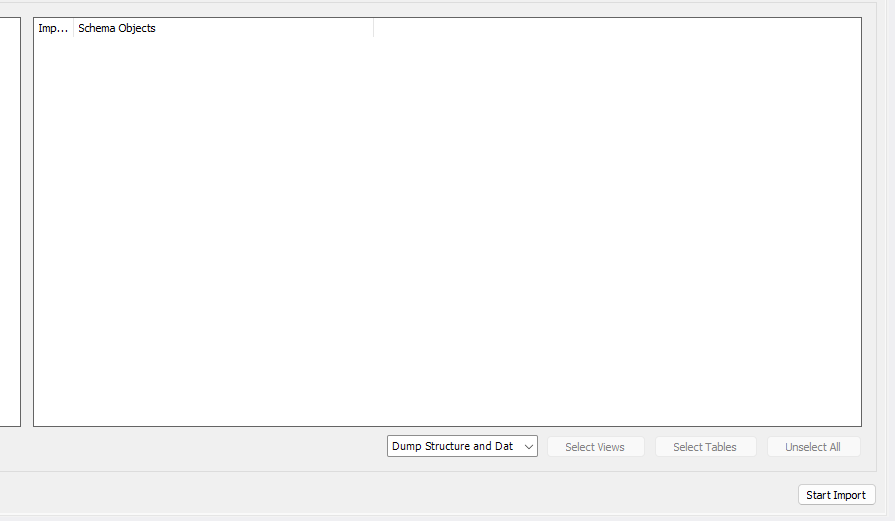 Imp... Schema Objects
Dump Structure and Dat Select Views Select Tables Unselect All
Start Import